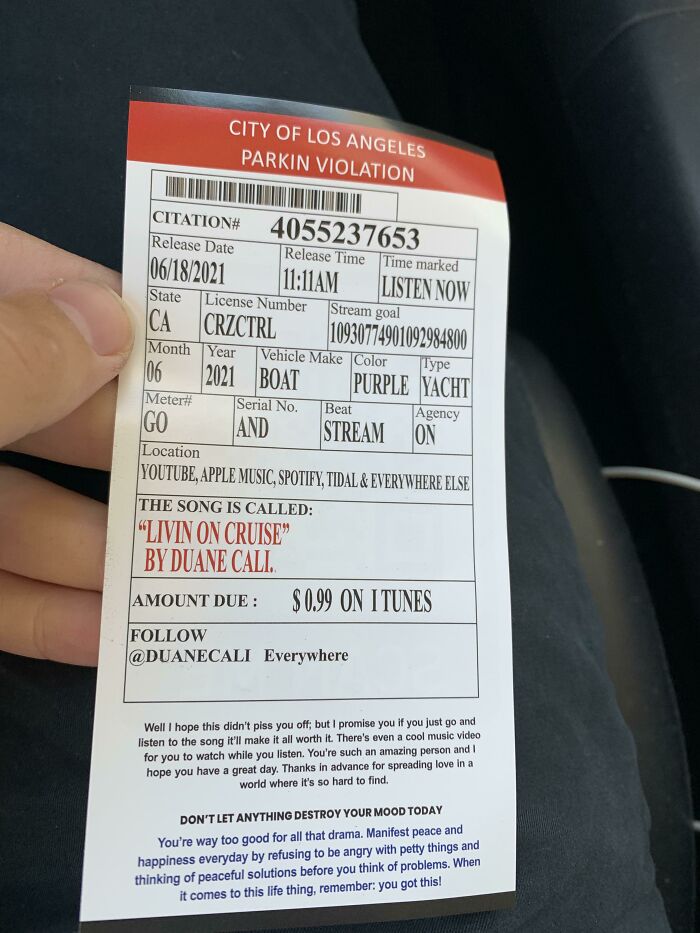 CITY OF LOS ANGELES
PARKIN VIOLATION
CITATION# 4055237653
Release Date Release Time Time marked
06/18/2021 11:11AM LISTEN NOW
State License Number Stream goal
CA CRZCTRL 10930774901092984800
Month Year Vehicle Make Color Type
06 2021 BOAT PURPLE YACHT
Meter# Serial No. Beat Agency
GO AND STREAM ON
Location
YOUTUBE, APPLE MUSIC, SPOTIFY, TIDAL & EVERYWHERE ELSE
THE SONG IS CALLED:
“LIVIN ON CRUISE”
BY DUANE CALI.
AMOUNT DUE : $ 0.99 ON I TUNES
FOLLOW
@DUANECALI Everywhere
Well I hope this didn't piss you off; but I promise you if you just go and
listen to the song it'll make it all worth it. There's even a cool music video
for you to watch while you listen. You're such an amazing person and I
hope you have a great day. Thanks in advance for spreading love in a
world where it's so hard to find.
DON'T LET ANYTHING DESTROY YOUR MOOD TODAY
You're way too good for all that drama. Manifest peace and
happiness everyday by refusing to be angry with petty things and
thinking of peaceful solutions before you think of problems. When
it comes to this life thing, remember: you got this!